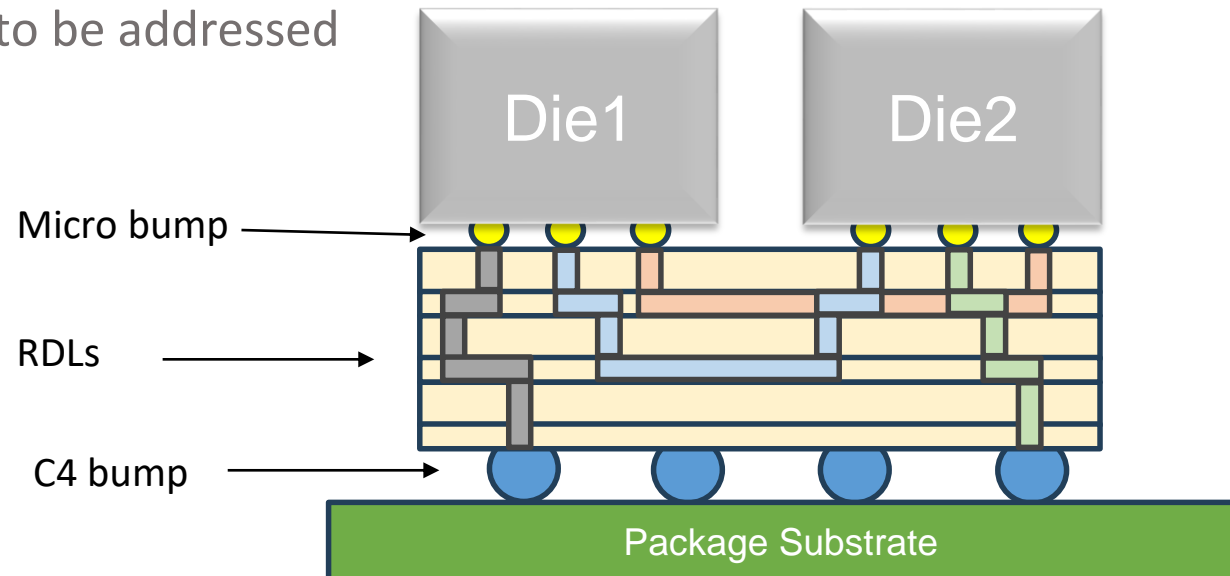 to be addressed
Die1
Die2
Micro bump
RDLs
C4 bump
Package Substrate